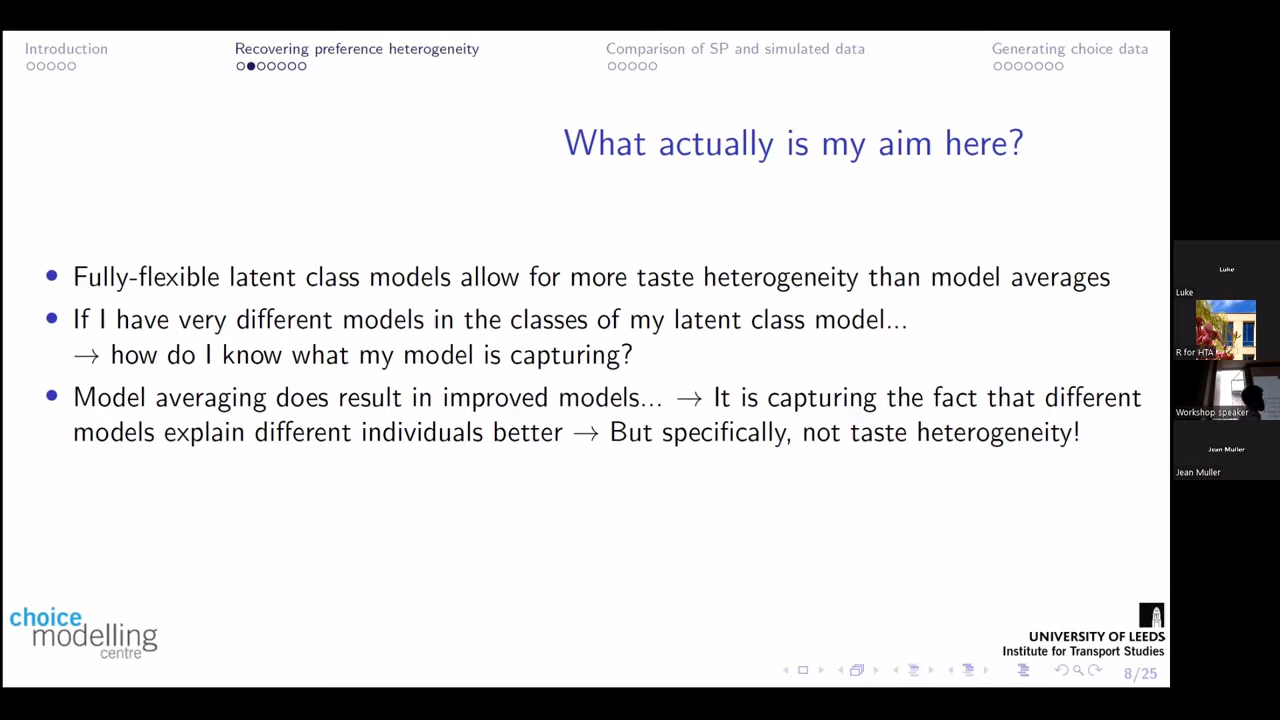 Introduction
Recovering preference heterogeneity
Comparison of SP and simulated data
Generating choice data
What actually is my aim here?
• Fully-flexible latent class models allow for more taste heterogeneity than model averages
• If I have very different models in the classes of my latent class model...
→ how do I know what my model is capturing?
• Model averaging does result in improved models... → It is capturing the fact that different
models explain different individuals better → But specifically, not taste heterogeneity!
choice
modelling
centre
UNIVERSITY OF LEEDS
Institute for Transport Studies
8/25
Luke
Luke
R for HTA
Workshop speaker
Jean Muller
Jean Muller